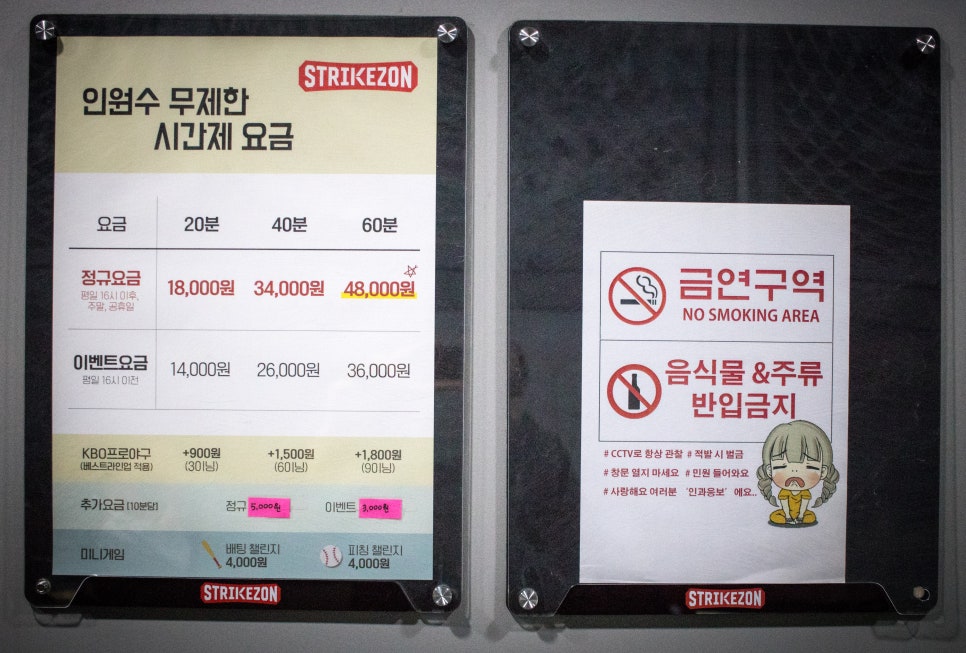 STRIKEZON
인원수 무제한
시간제 요금
요금 20분 40분 60분
정규요금 18,000원 34,000원 48,000원
평일 16시 이후,
주말, 공휴일
이벤트요금 14,000원 26,000원 36,000원
평일 16시 이전
KBO프로야구 +900원 +1,500원 +1,800원
(베스트라인업 적용) (3이닝) (6이닝) (9이닝)
추가요금 [10분당] 정규 5,000원 이벤트 3,000원
미니게임 배팅 챌린지 피칭 챌린지
4,000원 4,000원
STRIKEZON
금연구역
NO SMOKING AREA
음식물 &주류
반입금지
# CCTV로 항상 관찰 # 적발 시 벌금
# 창문 열지 마세요 # 민원 들어와요
# 사랑해요 여러분 '인과응보' 에요..
STRIKEZON